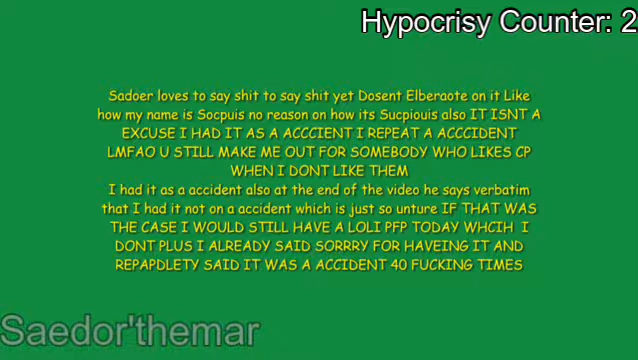 Hypocrisy Counter: 2
Sadoer loves to say shit to say shit yet Dosent Elberaote on it Like
how my name is Socpuis no reason on how its Sucpiouis also IT ISNT A
EXCUSE I HAD IT AS A ACCCIENT I REPEAT A ACCCIDENT
LMFAO U STILL MAKE ME OUT FOR SOMEBODY WHO LIKES CP
WHEN I DONT LIKE THEM
I had it as a accident also at the end of the video he says verbatim
that I had it not on a accident which is just so unture IF THAT WAS
THE CASE I WOULD STILL HAVE A LOLI PFP TODAY WHCIH I
DONT PLUS I ALREADY SAID SORRRY FOR HAVEING IT AND
REPAPDLETY SAID IT WAS A ACCIDENT 40 FUCKING TIMES
Saedor'themar